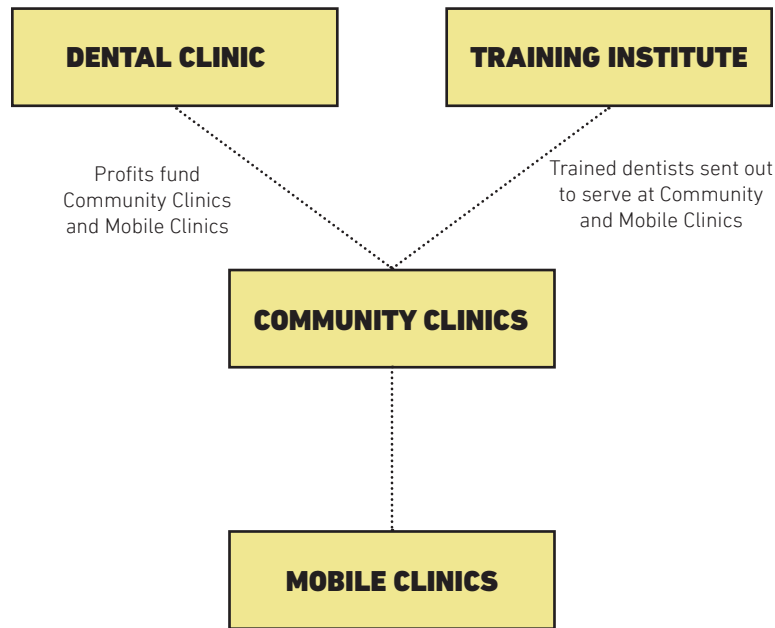 DENTAL CLINIC
TRAINING INSTITUTE
Profits fund
Community Clinics
and Mobile Clinics
Trained dentists sent out
to serve at Community
and Mobile Clinics
COMMUNITY CLINICS
MOBILE CLINICS